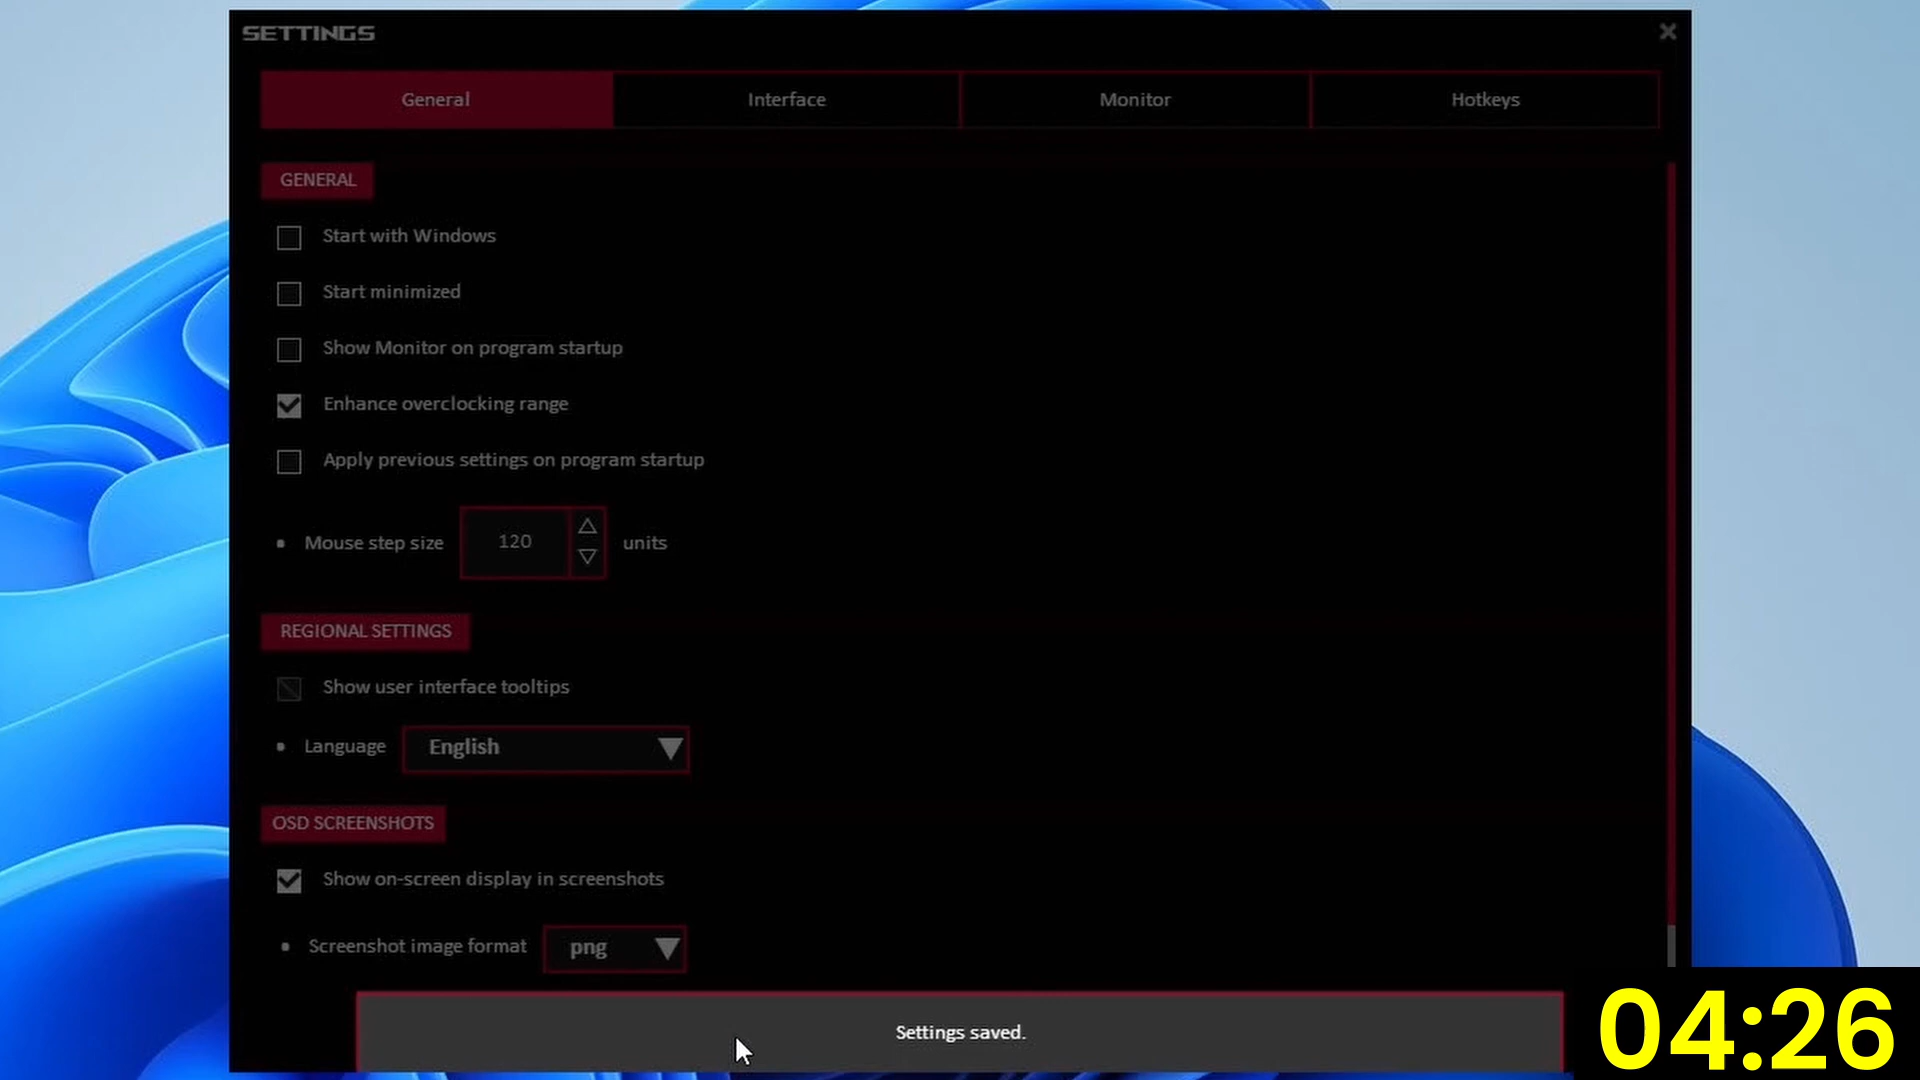 SETTINGS
General
Interface
Monitor
Hotkeys
GENERAL
Start with Windows
Start minimized
Show Monitor on program startup
Enhance overclocking range
Apply previous settings on program startup
Mouse step size 120 units
REGIONAL SETTINGS
Show user interface tooltips
Language English
OSD SCREENSHOTS
Show on-screen display in screenshots
Screenshot image format png
Settings saved.
04:26